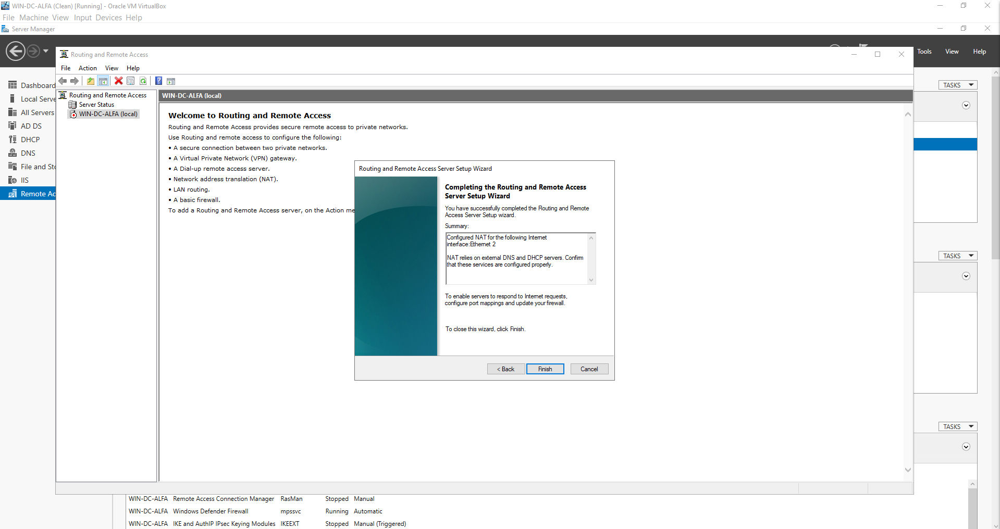 WIN-DC-ALFA (Clean) [Running] - Oracle VM VirtualBox
File Machine View Input Devices Help
Server Manager
Tools View Help
Routing and Remote Access
File Action View Help
Dashboard
Local Serve
All Servers
AD DS
DHCP
DNS
File and Sto
IIS
Remote Ac
Routing and Remote Access
Server Status
WIN-DC-ALFA (local)
WIN-DC-ALFA (local)
Welcome to Routing and Remote Access
Routing and Remote Access provides secure remote access to private networks.
Use Routing and remote access to configure the following:
• A secure connection between two private networks.
• A Virtual Private Network (VPN) gateway.
• A Dial-up remote access server.
• Network address translation (NAT).
• LAN routing.
• A basic firewall.
To add a Routing and Remote Access server, on the Action me
Routing and Remote Access Server Setup Wizard
Completing the Routing and Remote Access
Server Setup Wizard
You have successfully completed the Routing and Remote
Access Server Setup wizard.
Summary:
Configured NAT for the following Internet
interface:Ethernet 2
NAT relies on external DNS and DHCP servers. Confirm
that these services are configured properly.
To enable servers to respond to Internet requests,
configure port mappings and update your firewall.
To close this wizard, click Finish.
< Back Finish Cancel
TASKS
TASKS
TASKS
WIN-DC-ALFA Remote Access Connection Manager RasMan Stopped Manual
WIN-DC-ALFA Windows Defender Firewall mpssvc Running Automatic
WIN-DC-ALFA IKE and AuthIP IPsec Keying Modules IKEEXT Stopped Manual (Triggered)